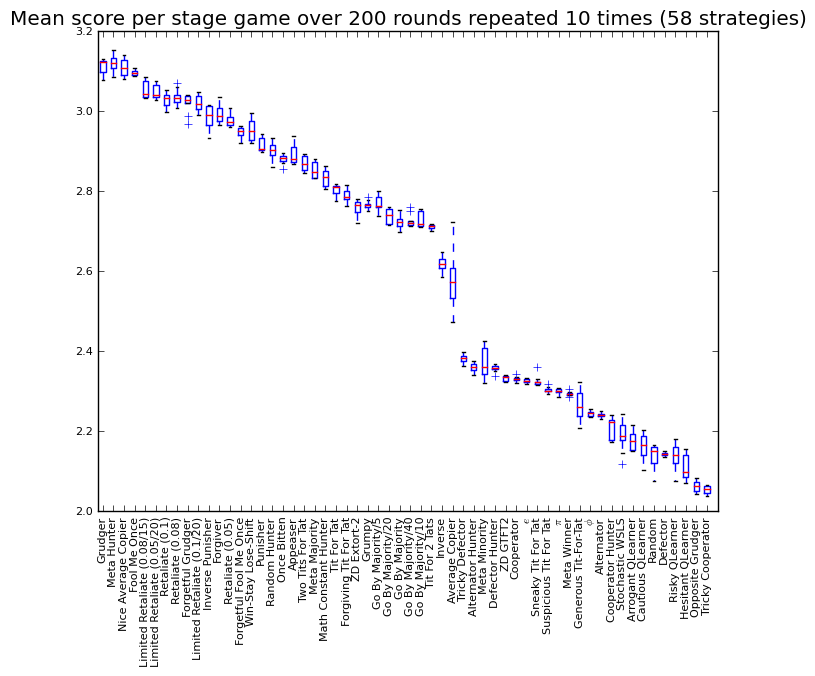 Mean score per stage game over 200 rounds repeated 10 times (58 strategies)
3.2
3.0
2.8
2.6
2.4
2.2
2.0
Grudger
Meta Hunter
Nice Average Copier
Fool Me Once
Limited Retaliate (0.08/15)
Limited Retaliate (0.05/20)
Retaliate (0.1)
Retaliate (0.08)
Forgetful Grudger
Limited Retaliate (0.1/20)
Inverse Punisher
Forgiver
Retaliate (0.05)
Forgetful Fool Me Once
Win-Stay Lose-Shift
Punisher
Random Hunter
Once Bitten
Appeaser
Two Tits For Tat
Meta Majority
Math Constant Hunter
Tit For Tat
Forgiving Tit For Tat
ZD Extort-2
Grumpy
Go By Majority/5
Go By Majority/20
Go By Majority
Go By Majority/40
Go By Majority/10
Tit For 2 Tats
Inverse
Average Copier
Tricky Defector
Alternator Hunter
Meta Minority
Defector Hunter
ZD GTFT2
Cooperator
e
Sneaky Tit For Tat
Suspicious Tit For Tat
π
Meta Winner
Generous Tit-For-Tat
ϕ
Alternator
Cooperator Hunter
Stochastic WSLS
Arrogant QLearner
Cautious QLearner
Random
Defector
Risky QLearner
Hesitant QLearner
Opposite Grudger
Tricky Cooperator